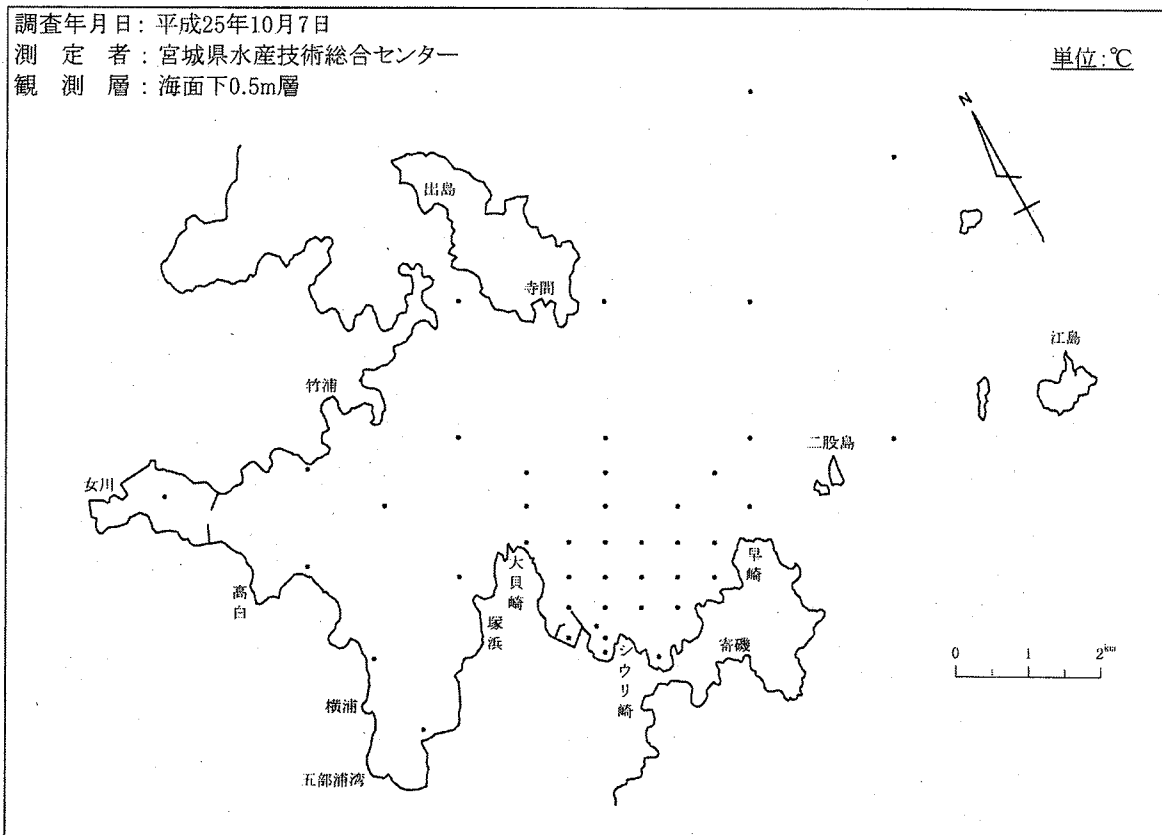 調査年月日：平成25年10月7日
測　定　者：宮城県水産技術総合センター
観　測　層：海面下0.5m層
単位：℃
N
出島
寺間
江島
竹浦
二股島
女川
早崎
大貝崎
高白
塚浜
寄磯
シウリ崎
0 1 2km
横浦
五部浦湾